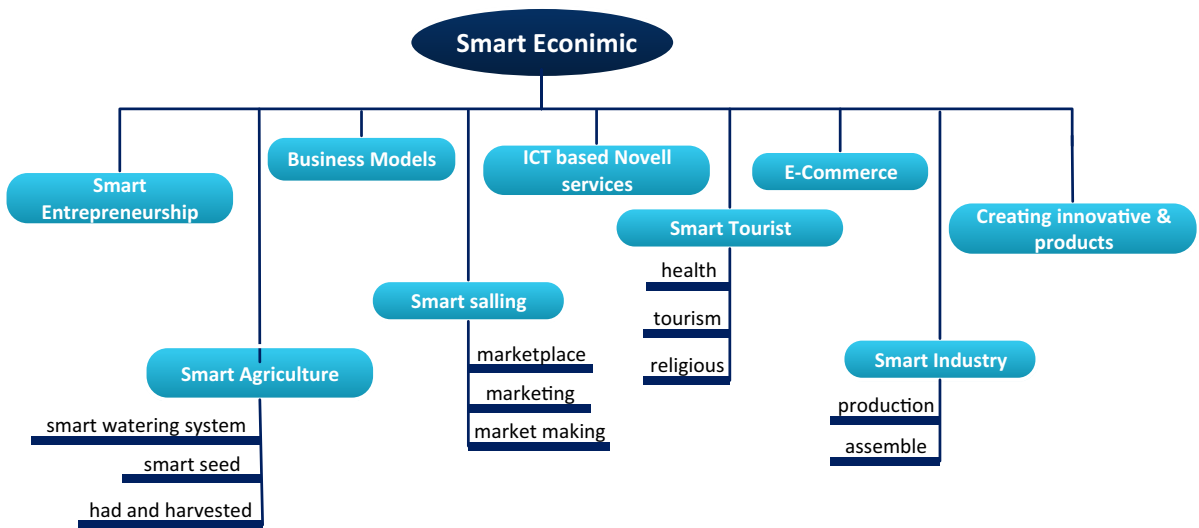 Smart Econimic
Smart
Entrepreneurship
Business Models
ICT based Novell
services
E-Commerce
Smart Tourist
Creating innovative &
products
health
tourism
religious
Smart salling
marketplace
marketing
market making
Smart Agriculture
smart watering system
smart seed
had and harvested
Smart Industry
production
assemble